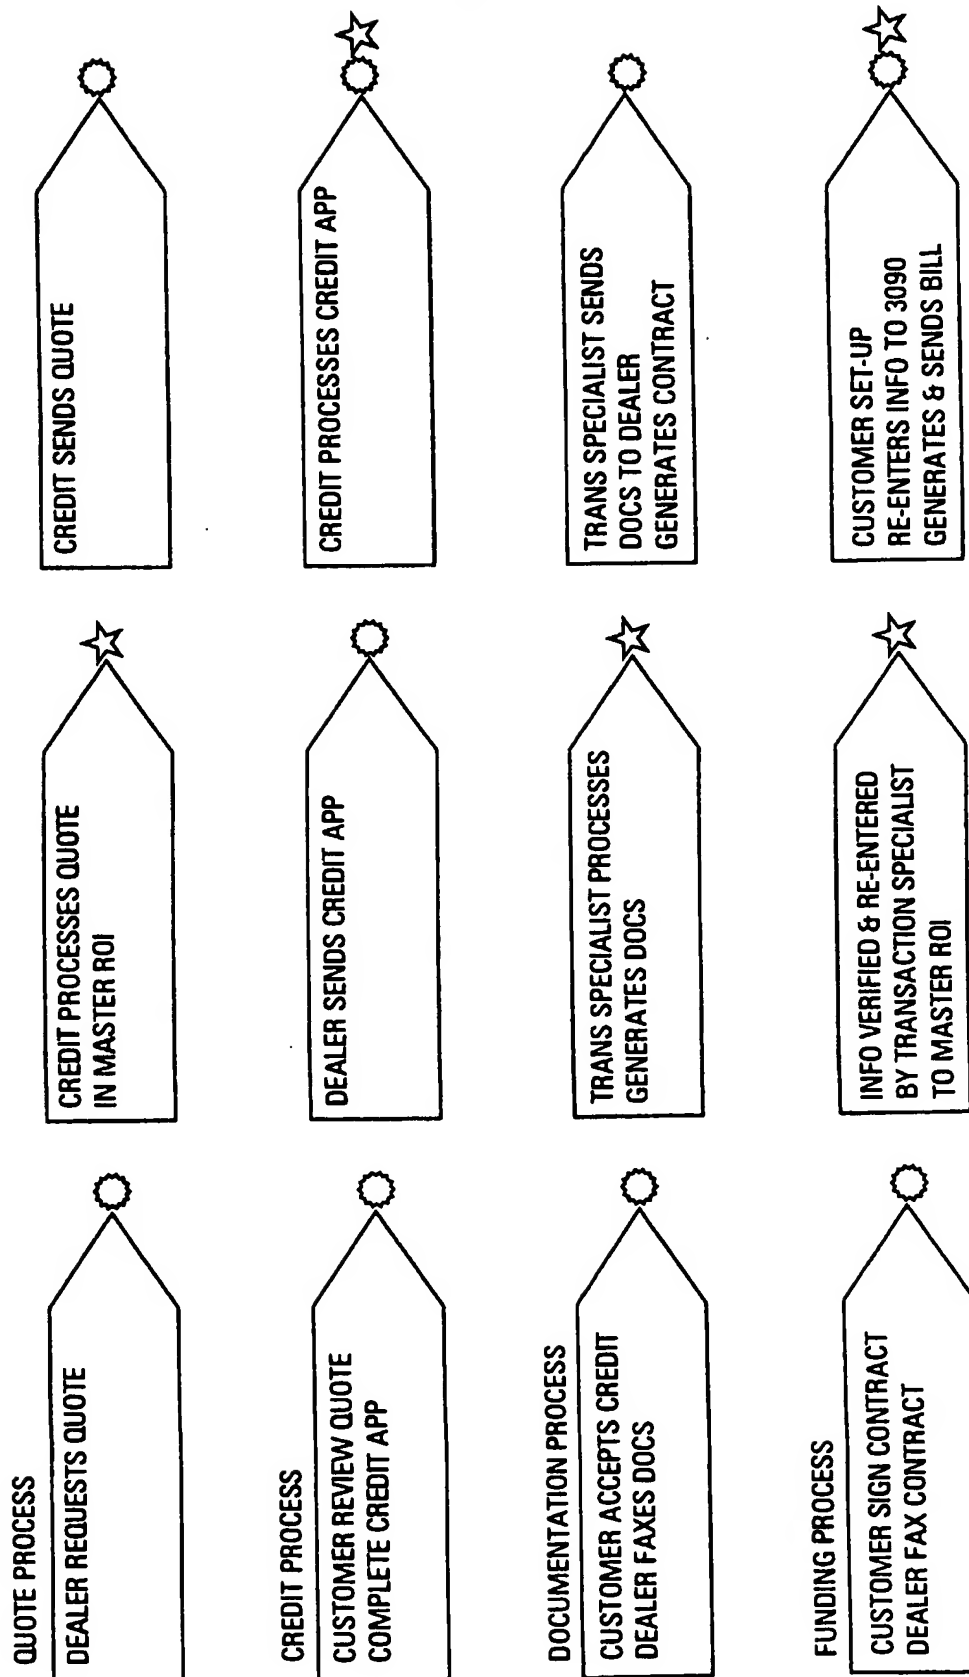 QUOTE PROCESS
DEALER REQUESTS QUOTE
CREDIT PROCESSES QUOTE
IN MASTER ROI
CREDIT SENDS QUOTE
CREDIT PROCESS
CUSTOMER REVIEW QUOTE
COMPLETE CREDIT APP
DEALER SENDS CREDIT APP
CREDIT PROCESSES CREDIT APP
DOCUMENTATION PROCESS
CUSTOMER ACCEPTS CREDIT
DEALER FAXES DOCS
TRANS SPECIALIST PROCESSES
GENERATES DOCS
TRANS SPECIALIST SENDS
DOCS TO DEALER
GENERATES CONTRACT
FUNDING PROCESS
CUSTOMER SIGN CONTRACT
DEALER FAX CONTRACT
INFO VERIFIED & RE-ENTERED
BY TRANSACTION SPECIALIST
TO MASTER ROI
CUSTOMER SET-UP
RE-ENTERS INFO TO 3090
GENERATES & SENDS BILL